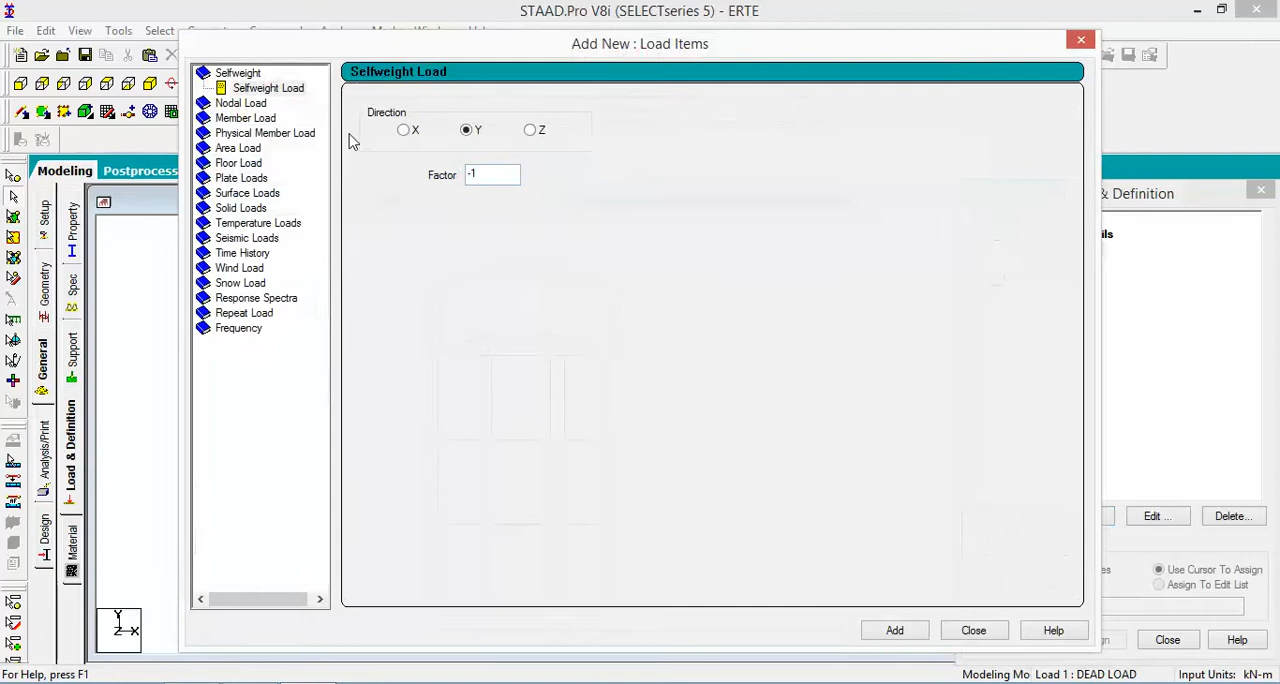 STAAD.Pro V8i (SELECTseries 5) - ERTE
File Edit View Tools Select
Add New : Load Items
Selfweight
Selfweight Load
Nodal Load
Member Load
Physical Member Load
Area Load
Floor Load
Plate Loads
Surface Loads
Solid Loads
Temperature Loads
Seismic Loads
Time History
Wind Load
Snow Load
Response Spectra
Repeat Load
Frequency
Selfweight Load
Direction
X Y Z
Factor -1
Add Close Help
Modeling Postprocess
Setup
Geometry
General
Analysis/Print
Design
Property
Spec
Support
Load & Definition
Material
Y
Z X
& Definition
ils
Edit ... Delete...
es Use Cursor To Assign
Assign To Edit List
Close Help
For Help, press F1
Modeling Mo Load 1 : DEAD LOAD Input Units: kN-m